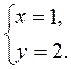 x = 1,
y = 2.